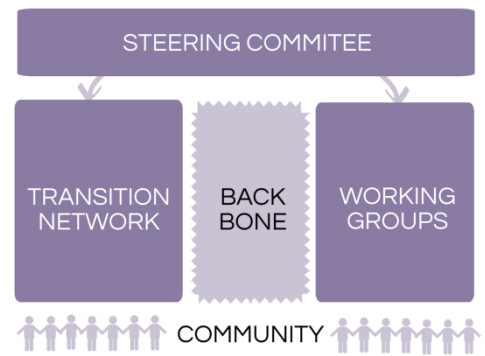 STEERING COMMITEE
TRANSITION
NETWORK
BACK
BONE
WORKING
GROUPS
COMMUNITY